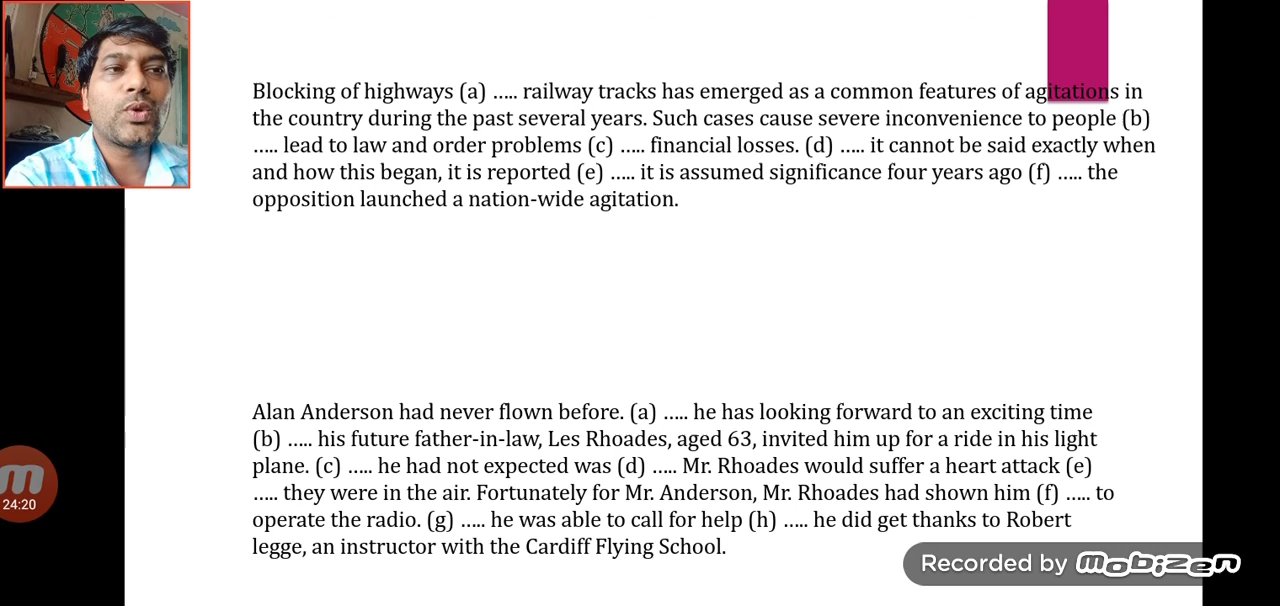 Blocking of highways (a) ..... railway tracks has emerged as a common features of agitations in
the country during the past several years. Such cases cause severe inconvenience to people (b)
..... lead to law and order problems (c) ..... financial losses. (d) ..... it cannot be said exactly when
and how this began, it is reported (e) ..... it is assumed significance four years ago (f) ..... the
opposition launched a nation-wide agitation.
Alan Anderson had never flown before. (a) ..... he has looking forward to an exciting time
(b) ..... his future father-in-law, Les Rhoades, aged 63, invited him up for a ride in his light
plane. (c) ..... he had not expected was (d) ..... Mr. Rhoades would suffer a heart attack (e)
..... they were in the air. Fortunately for Mr. Anderson, Mr. Rhoades had shown him (f) ..... to
operate the radio. (g) ..... he was able to call for help (h) ..... he did get thanks to Robert
legge, an instructor with the Cardiff Flying School.
24:20
Recorded by mobizen